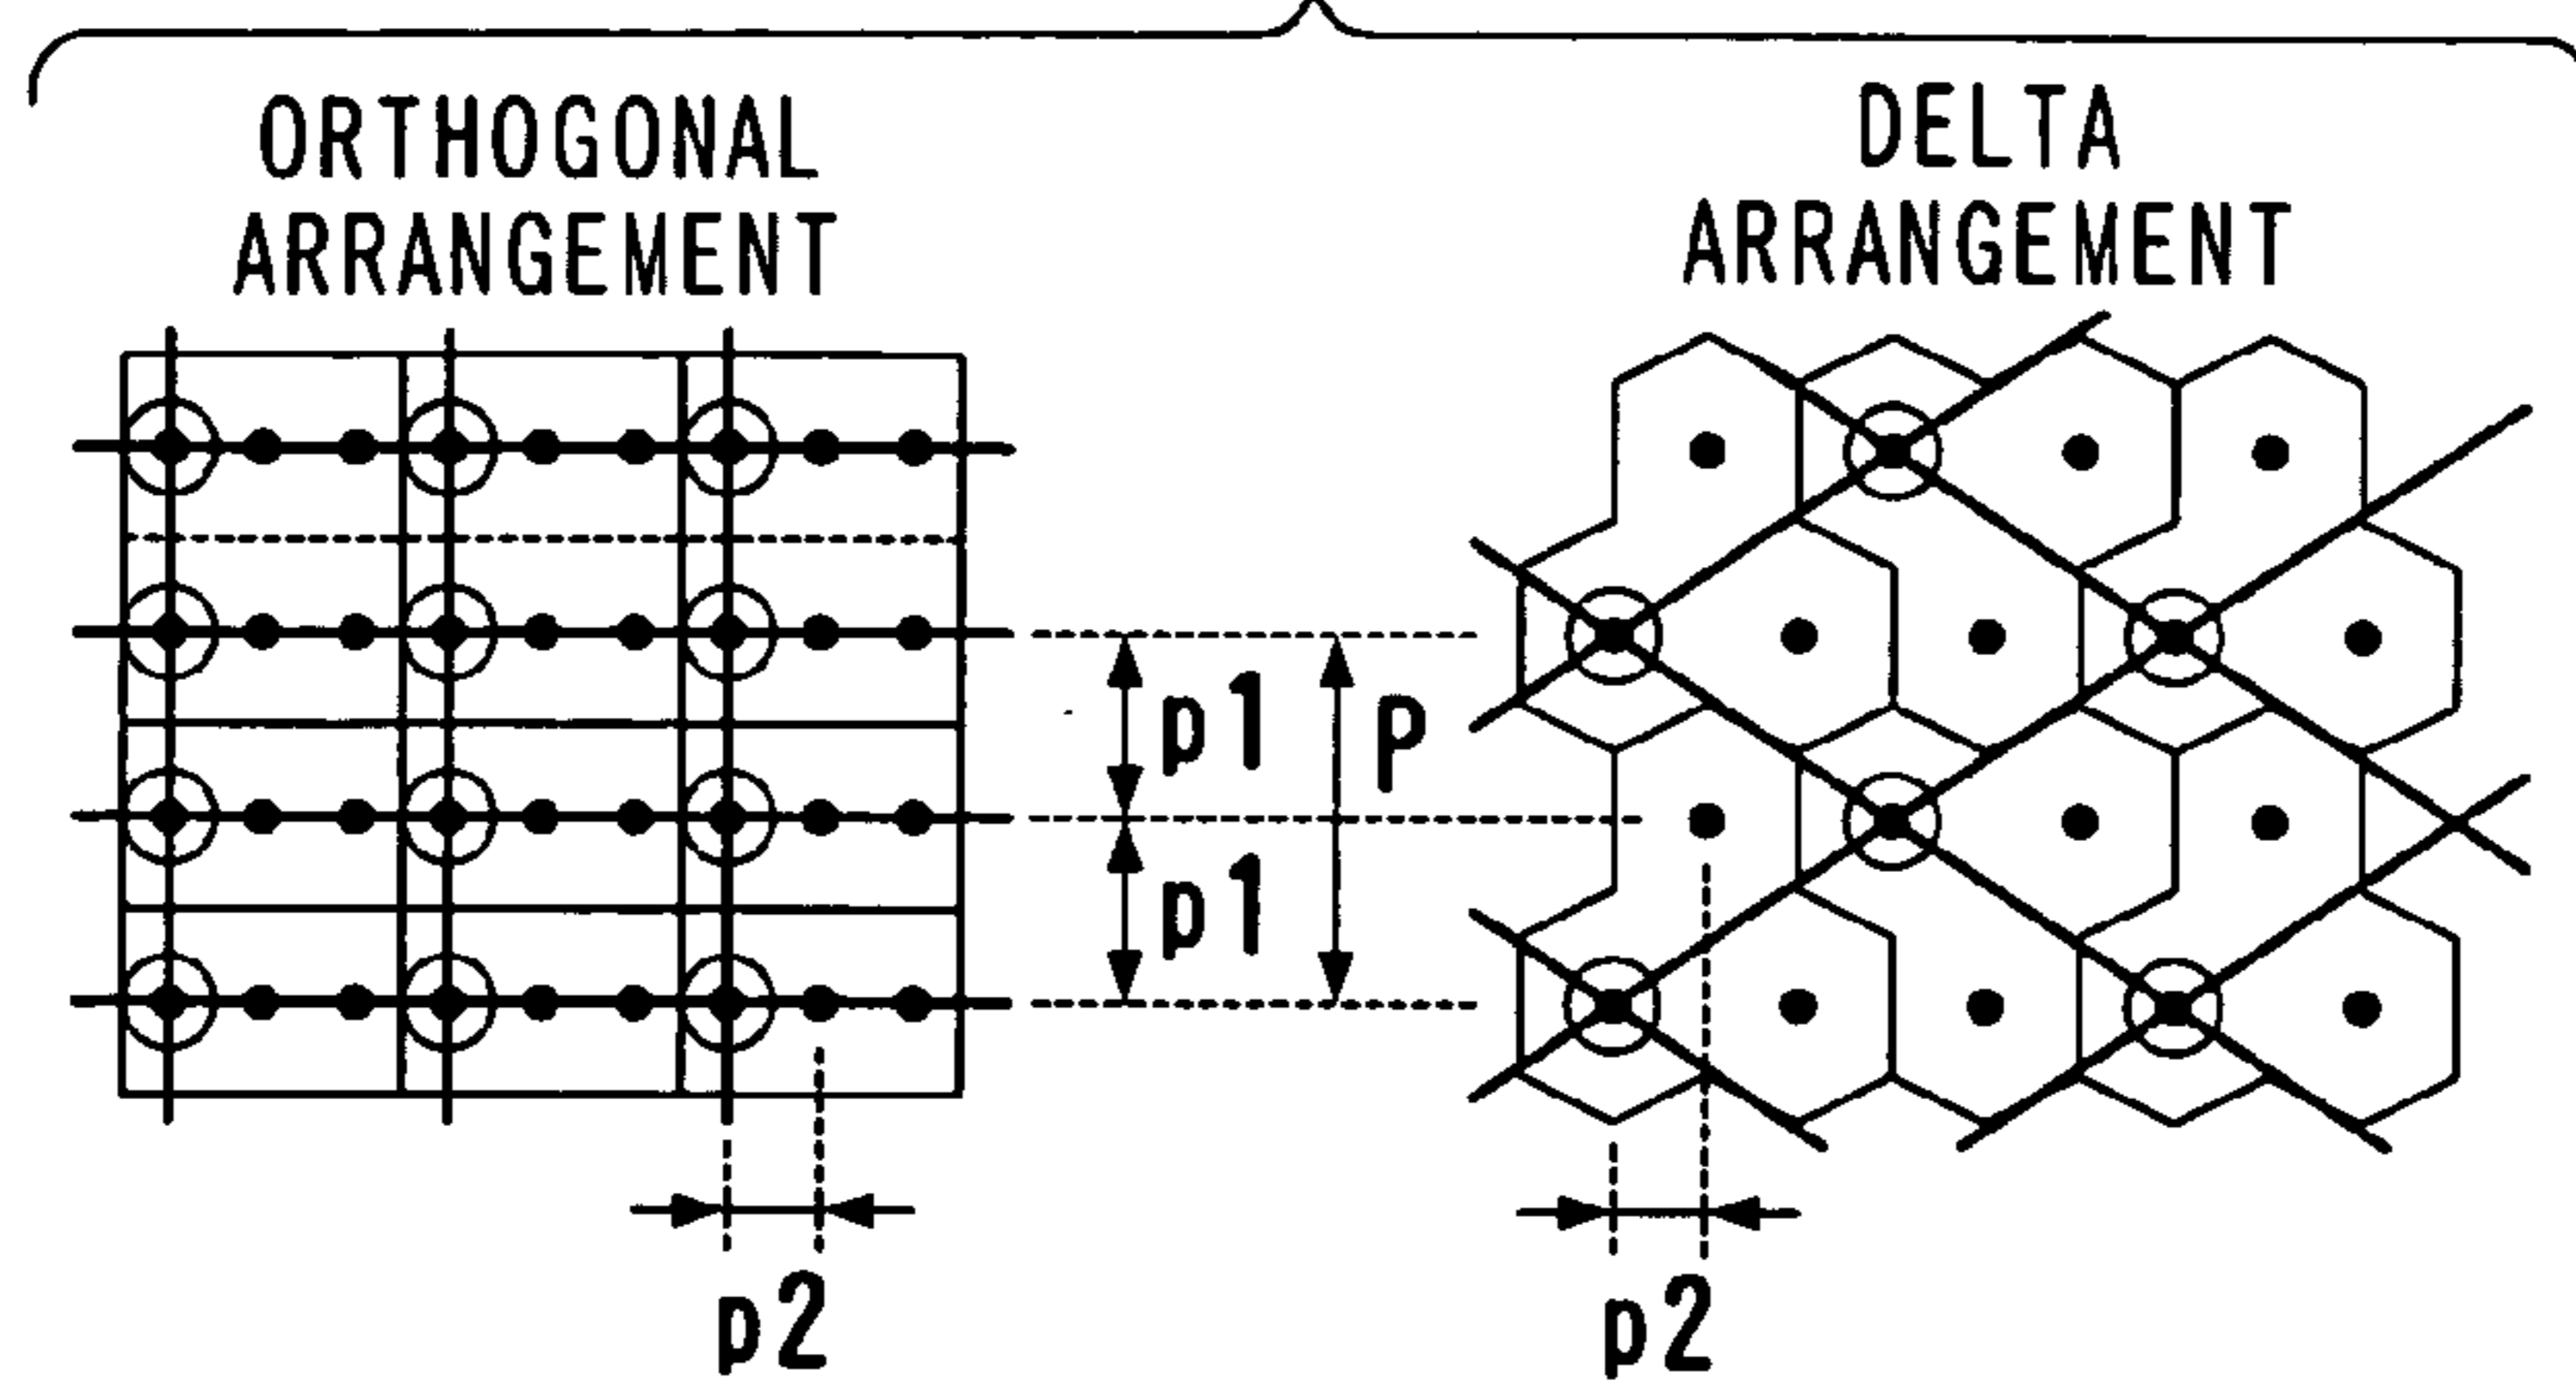 ORTHOGONAL
ARRANGEMENT
DELTA
ARRANGEMENT
p1
P
p1
p2
p2